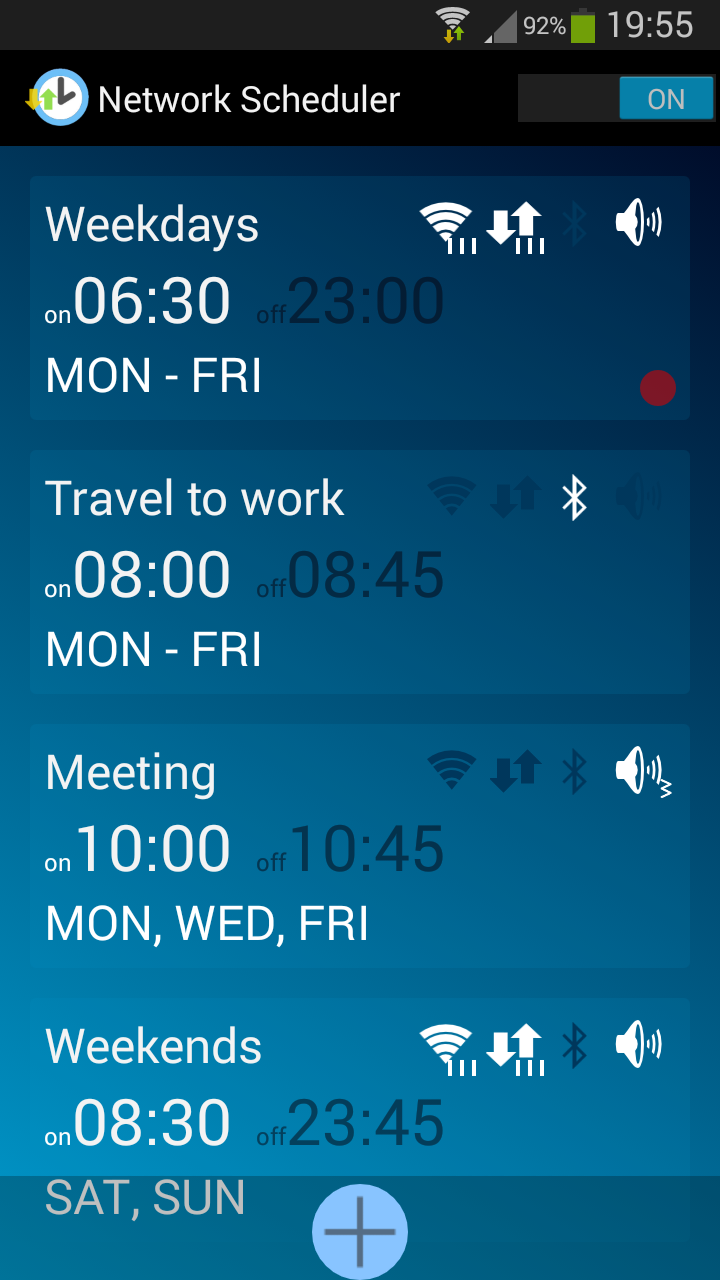 92% 19:55
Network Scheduler ON
Weekdays
on06:30 off23:00
MON - FRI
Travel to work
on08:00 off08:45
MON - FRI
Meeting
on10:00 off10:45
MON, WED, FRI
Weekends
on08:30 off23:45
SAT, SUN